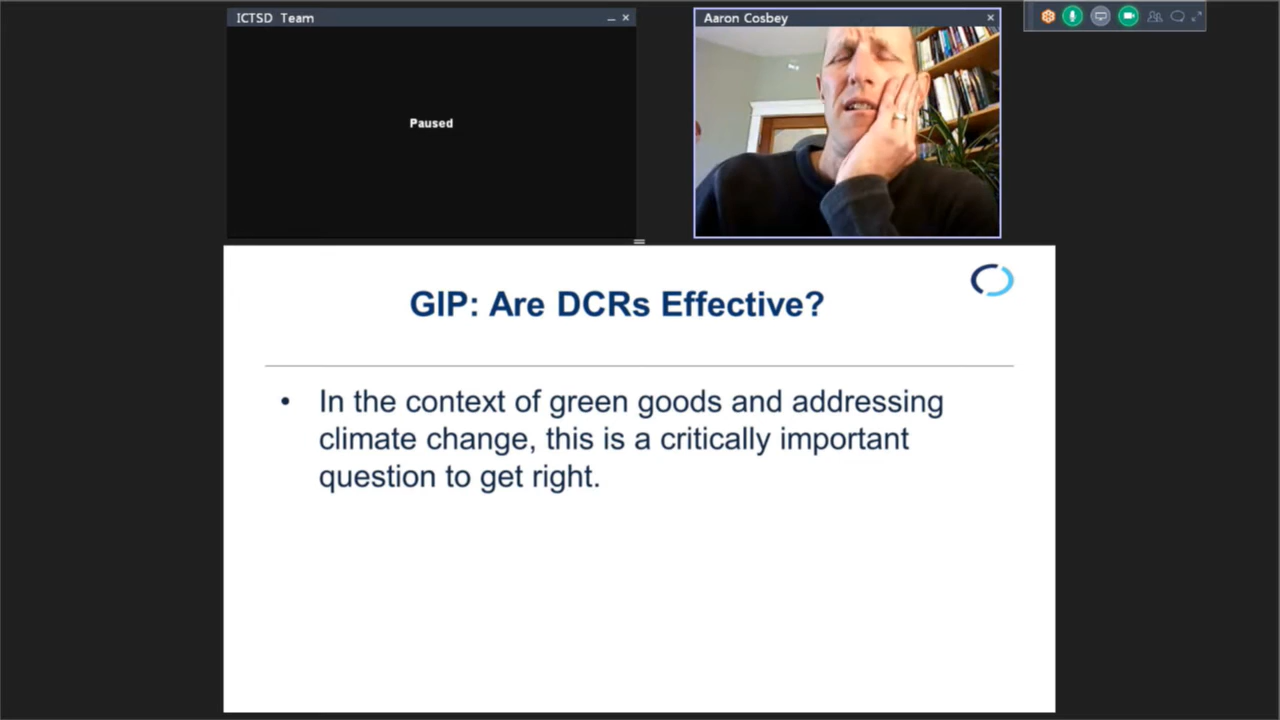 ICTSD Team
Aaron Cosbey
Paused
GIP: Are DCRs Effective?
• In the context of green goods and addressing
climate change, this is a critically important
question to get right.